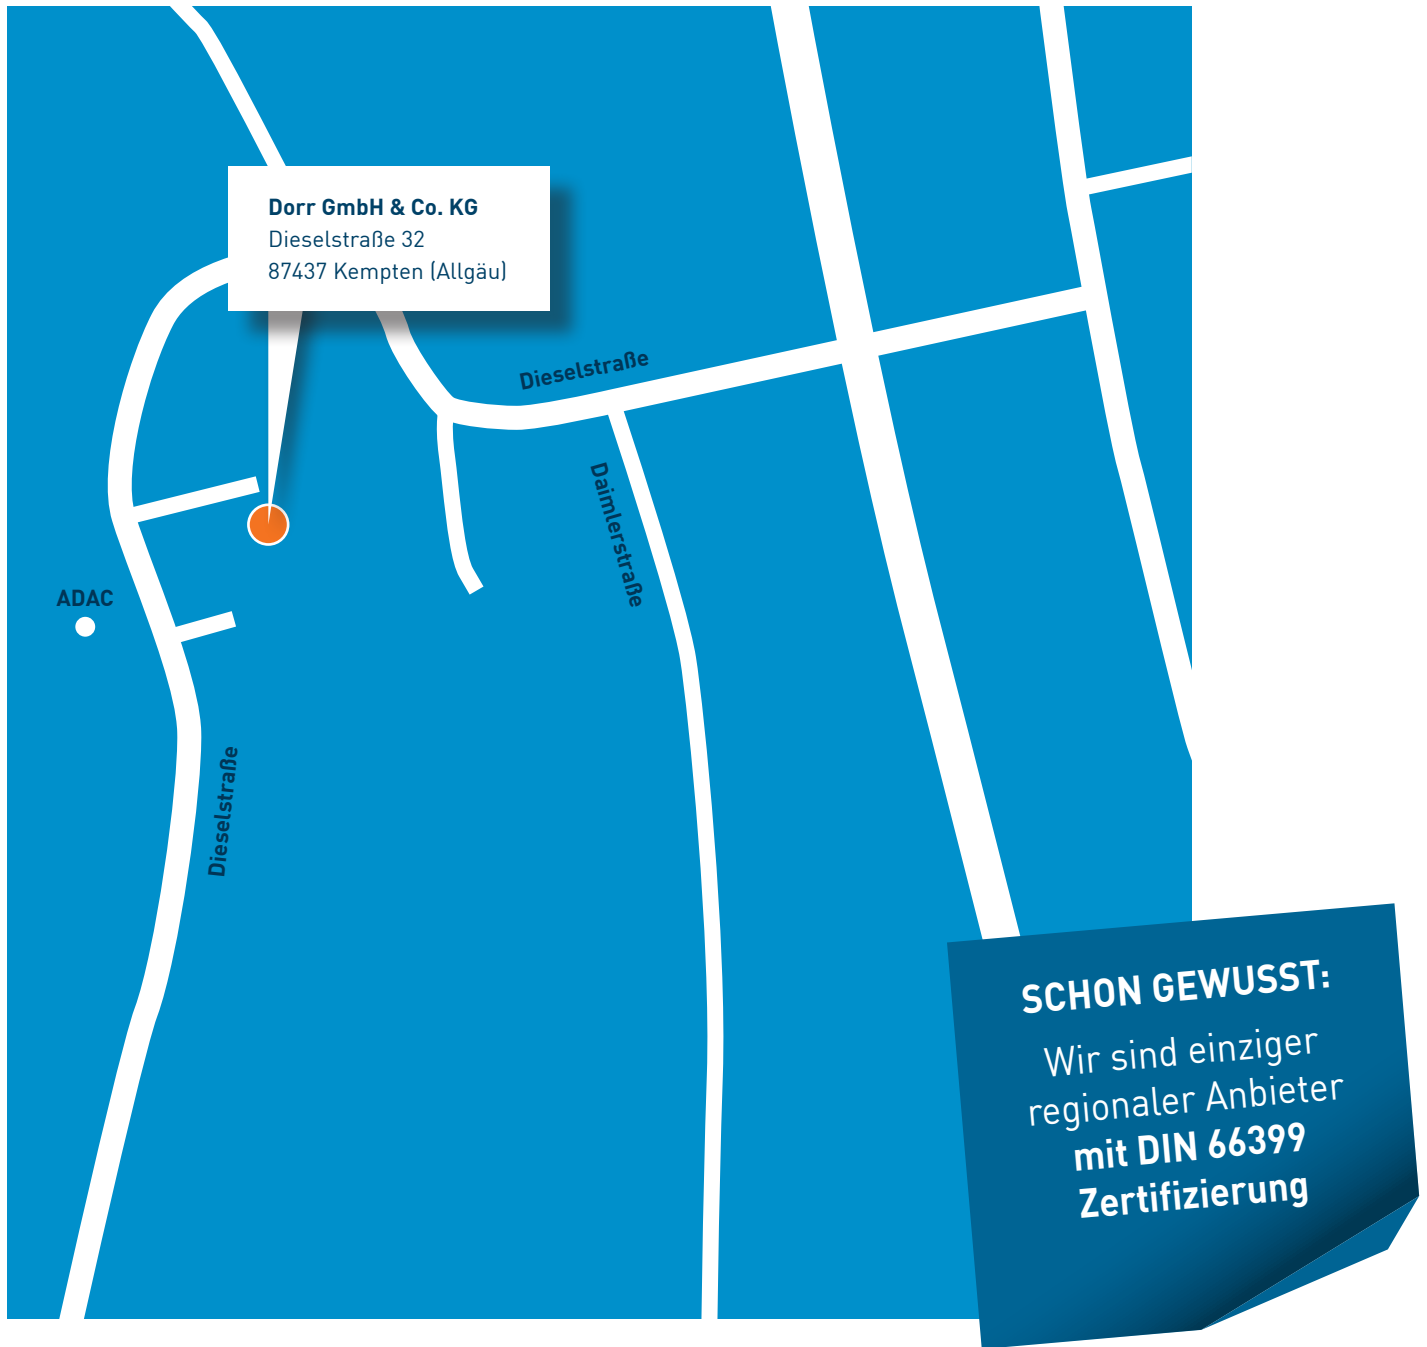 Dorr GmbH & Co. KG
Dieselstraße 32
87437 Kempten (Allgäu)
Dieselstraße
Daimlerstraße
ADAC
Dieselstraße
SCHON GEWUSST:
Wir sind einziger
regionaler Anbieter
mit DIN 66399
Zertifizierung